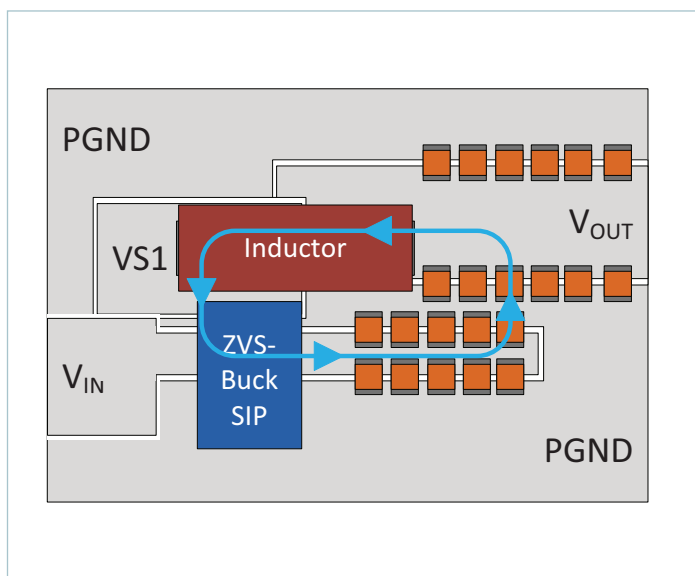 PGND
VS1
Inductor
VOUT
VIN
ZVS-
Buck
SIP
PGND